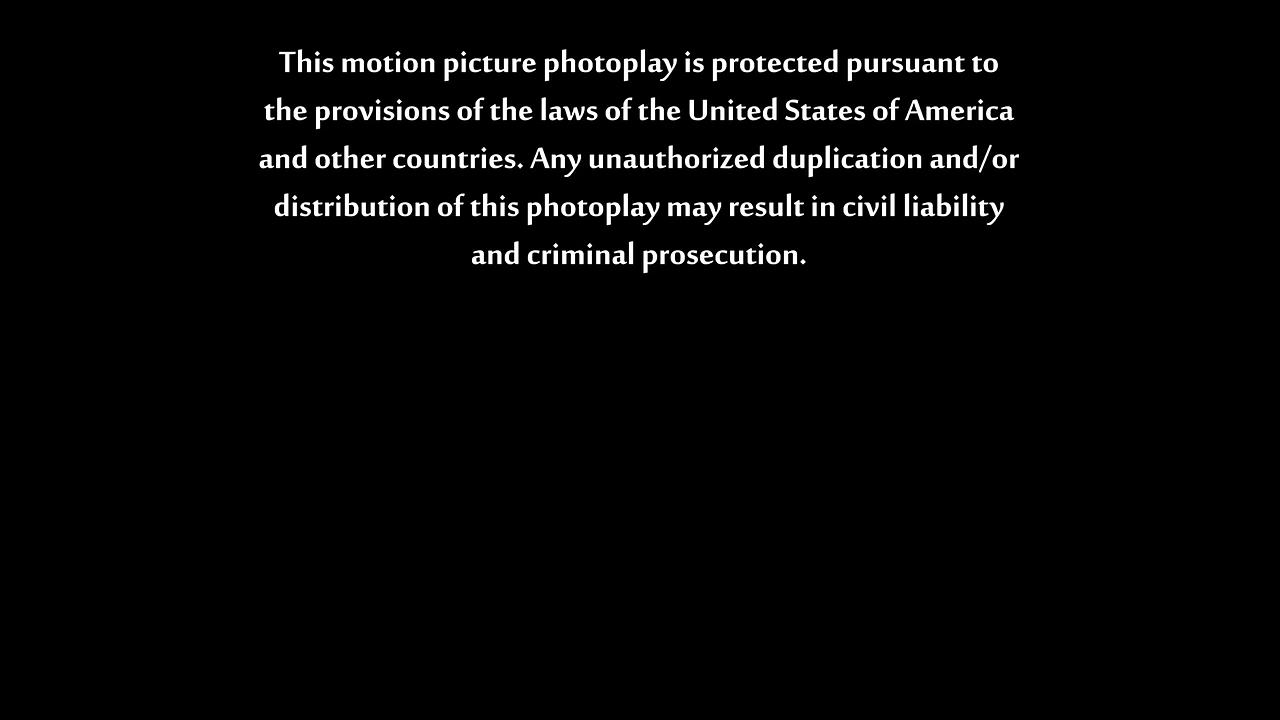 This motion picture photoplay is protected pursuant to
the provisions of the laws of the United States of America
and other countries. Any unauthorized duplication and/or
distribution of this photoplay may result in civil liability
and criminal prosecution.